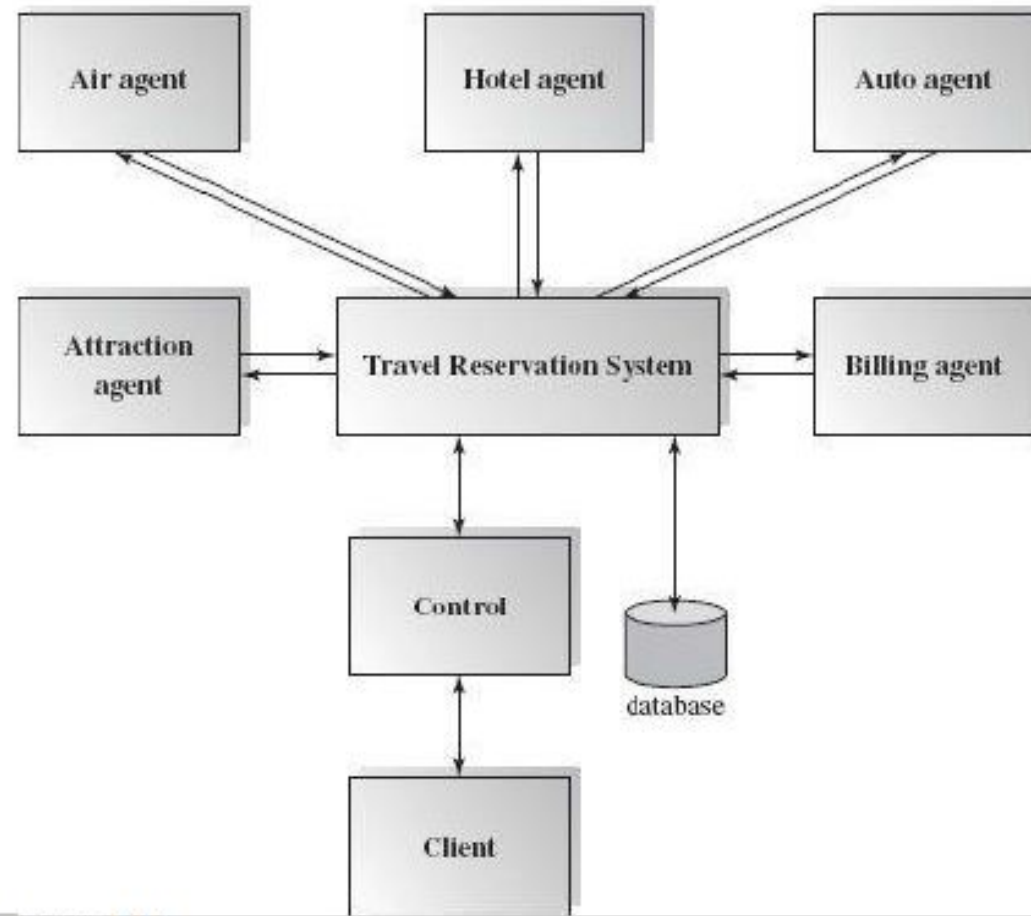 Air agent
Hotel agent
Auto agent
Attraction
agent
Travel Reservation System
Billing agent
Control
database
Client